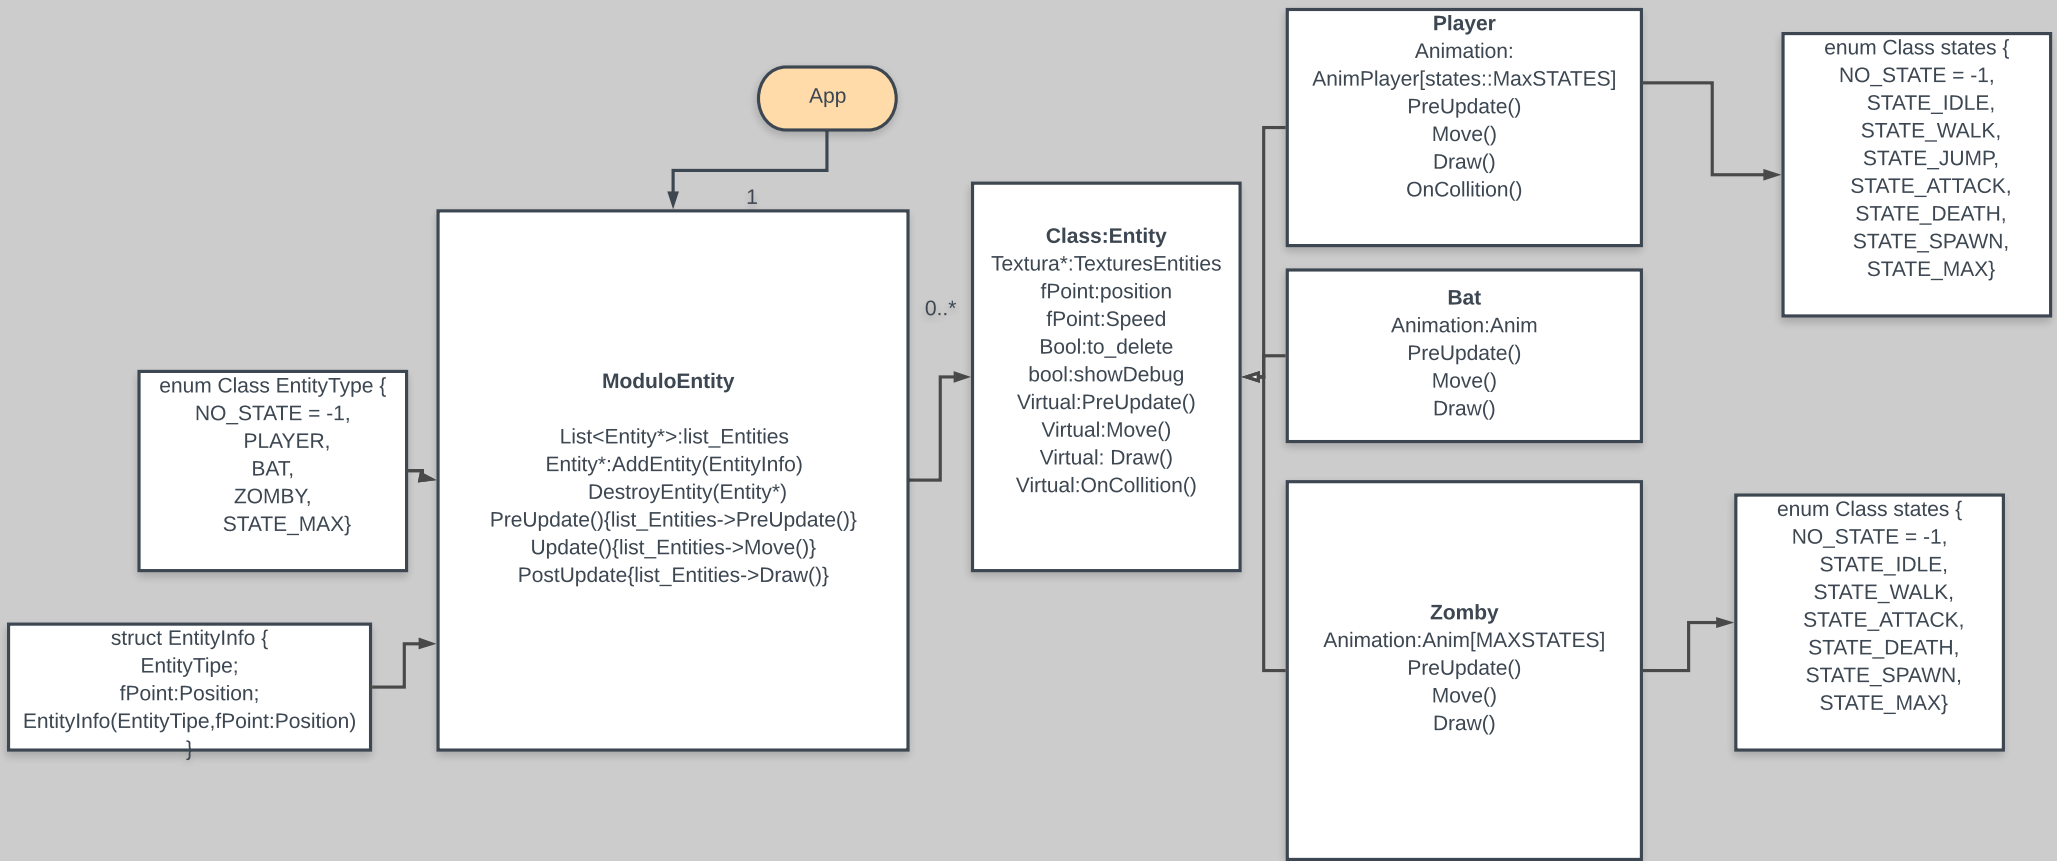 App
1
enum Class EntityType {
NO_STATE = -1,
PLAYER,
BAT,
ZOMBY,
STATE_MAX}
struct EntityInfo {
EntityTipe;
fPoint:Position;
EntityInfo(EntityTipe,fPoint:Position)
}
ModuloEntity
List<Entity*>:list_Entities
Entity*:AddEntity(EntityInfo)
DestroyEntity(Entity*)
PreUpdate(){list_Entities->PreUpdate()}
Update(){list_Entities->Move()}
PostUpdate{list_Entities->Draw()}
0..*
Class:Entity
Textura*:TexturesEntities
fPoint:position
fPoint:Speed
Bool:to_delete
bool:showDebug
Virtual:PreUpdate()
Virtual:Move()
Virtual: Draw()
Virtual:OnCollition()
Player
Animation:
AnimPlayer[states::MaxSTATES]
PreUpdate()
Move()
Draw()
OnCollition()
enum Class states {
NO_STATE = -1,
STATE_IDLE,
STATE_WALK,
STATE_JUMP,
STATE_ATTACK,
STATE_DEATH,
STATE_SPAWN,
STATE_MAX}
Bat
Animation:Anim
PreUpdate()
Move()
Draw()
Zomby
Animation:Anim[MAXSTATES]
PreUpdate()
Move()
Draw()
enum Class states {
NO_STATE = -1,
STATE_IDLE,
STATE_WALK,
STATE_ATTACK,
STATE_DEATH,
STATE_SPAWN,
STATE_MAX}